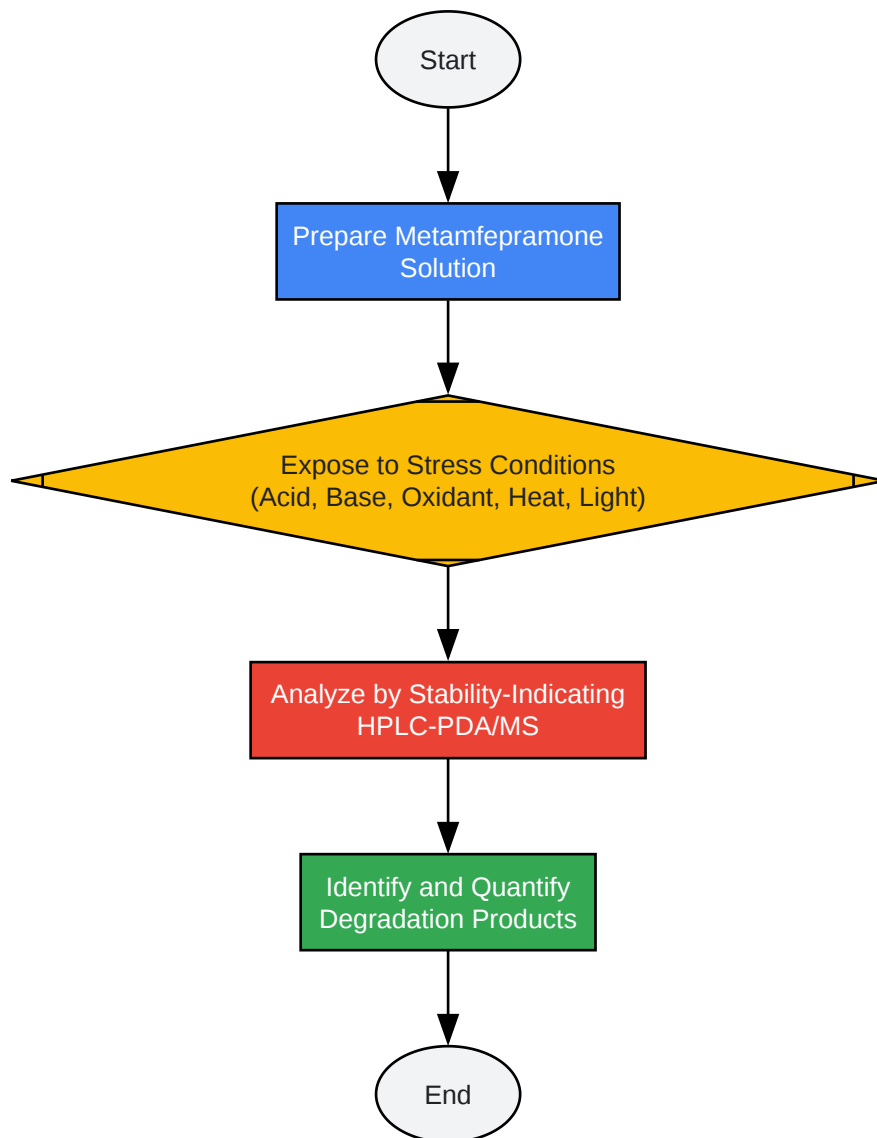 Start
Prepare Metamfepramone
Solution
Expose to Stress Conditions
(Acid, Base, Oxidant, Heat, Light)
Analyze by Stability-Indicating
HPLC-PDA/MS
Identify and Quantify
Degradation Products
End